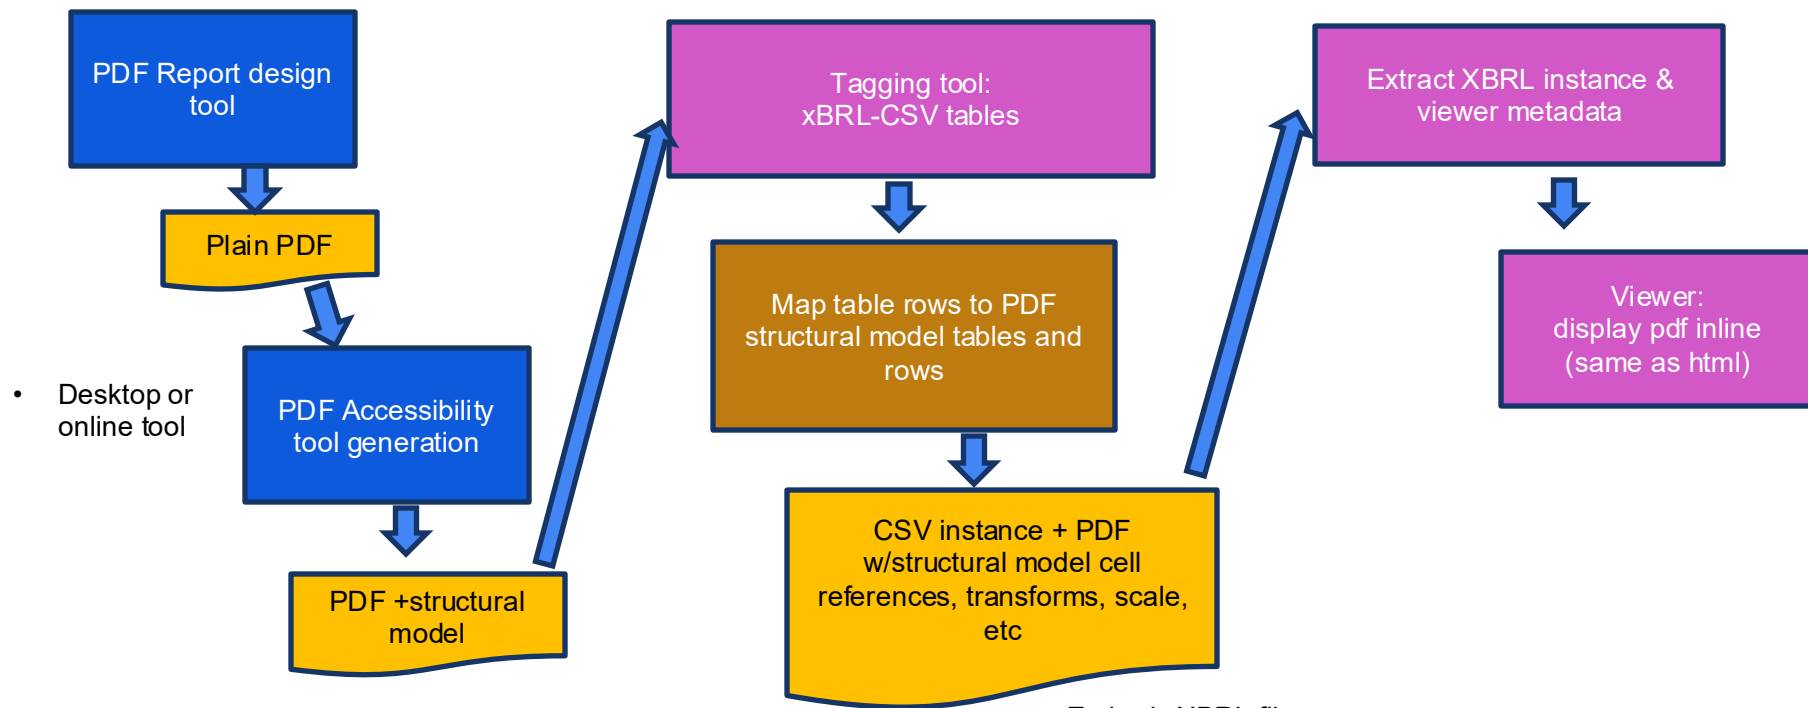 PDF Report design
tool
Plain PDF
• Desktop or
online tool
PDF Accessibility
tool generation
PDF +structural
model
Tagging tool:
xBRL-CSV tables
Map table rows to PDF
structural model tables and
rows
CSV instance + PDF
w/structural model cell
references, transforms, scale,
etc
Extract XBRL instance &
viewer metadata
Viewer:
display pdf inline
(same as html)